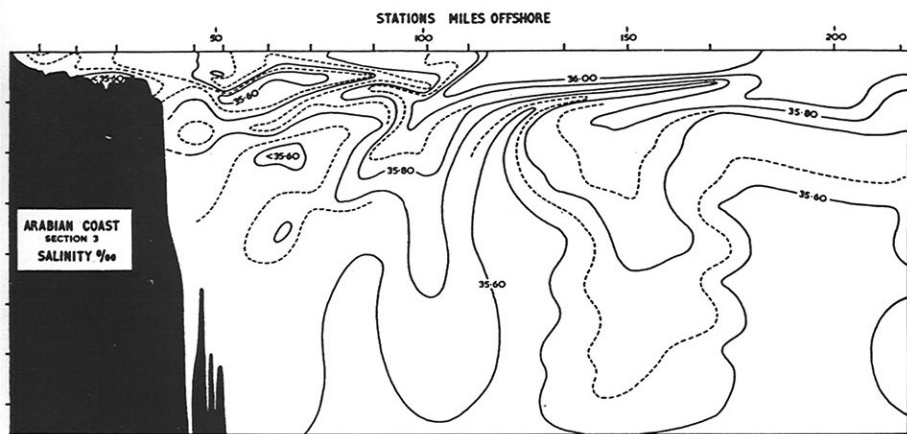 STATIONS MILES OFFSHORE
50 100 150 200
<35·60
36·00
35·60
35·80
<35·60
35·80
35·60
ARABIAN COAST
SECTION 3
SALINITY ‰
35·60